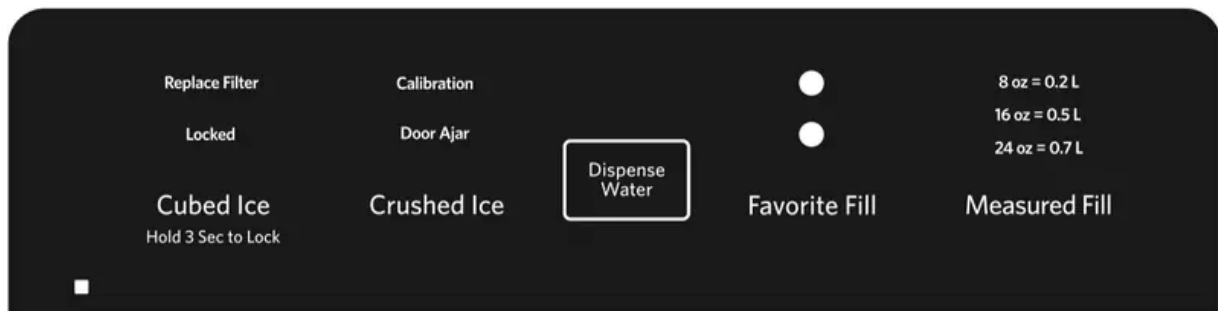 Replace Filter
Locked
Cubed Ice
Hold 3 Sec to Lock
Calibration
Door Ajar
Crushed Ice
Dispense
Water
Favorite Fill
8 oz = 0.2 L
16 oz = 0.5 L
24 oz = 0.7 L
Measured Fill